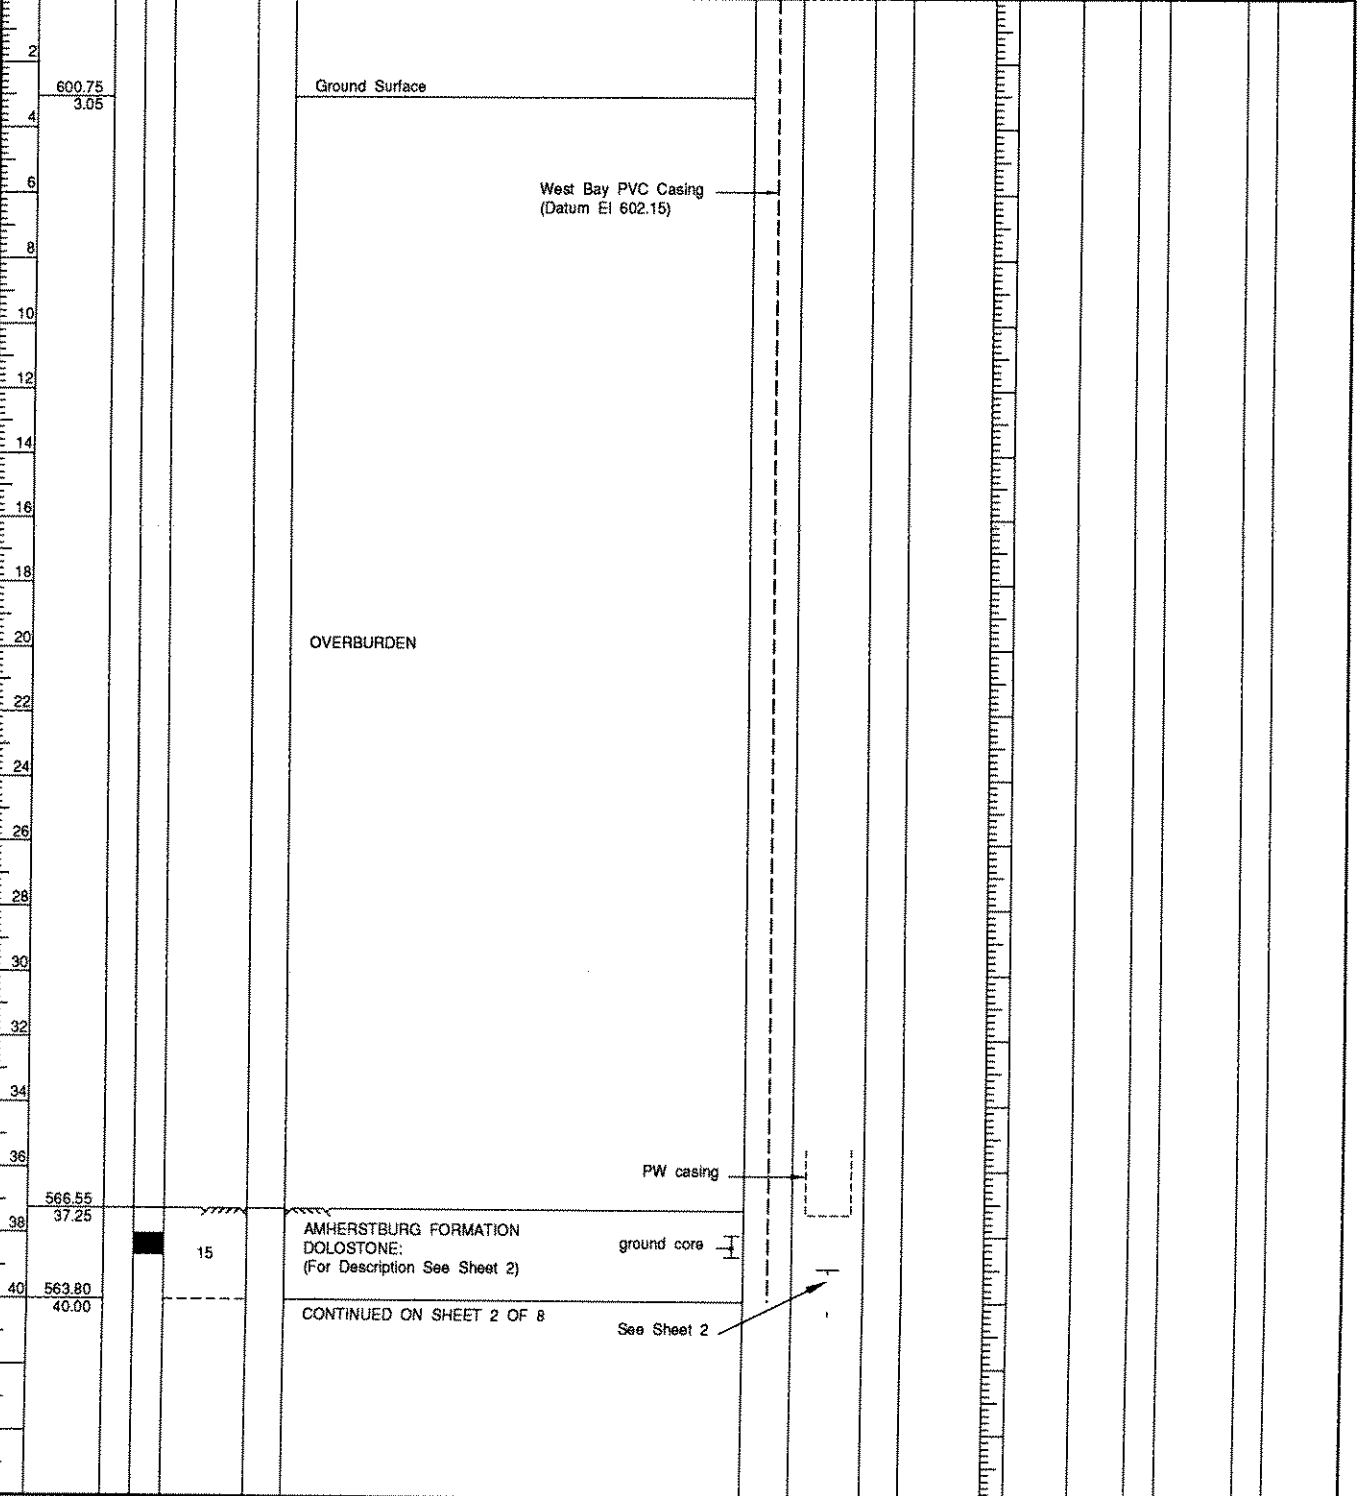 2
600.75
3.05
Ground Surface
4
6
West Bay PVC Casing
(Datum El 602.15)
8
10
12
14
16
18
20
OVERBURDEN
22
24
26
28
30
32
34
36
PW casing
566.55
37.25
38
AMHERSTBURG FORMATION
DOLOSTONE:
(For Description See Sheet 2)
15
ground core
40
563.80
40.00
CONTINUED ON SHEET 2 OF 8
See Sheet 2